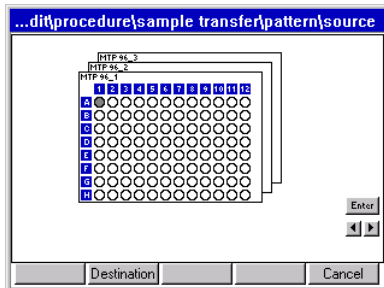 ...dit\procedure\sample transfer\pattern\source
MTP 96_3
MTP 96_2
MTP 96_1
1 2 3 4 5 6 7 8 9 10 11 12
A
B
C
D
E
F
G
H
Enter
Destination Cancel